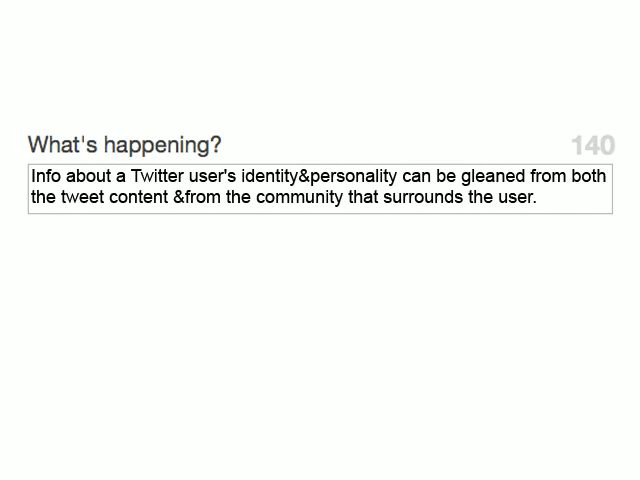 What's happening? 140
Info about a Twitter user's identity&personality can be gleaned from both
the tweet content &from the community that surrounds the user.